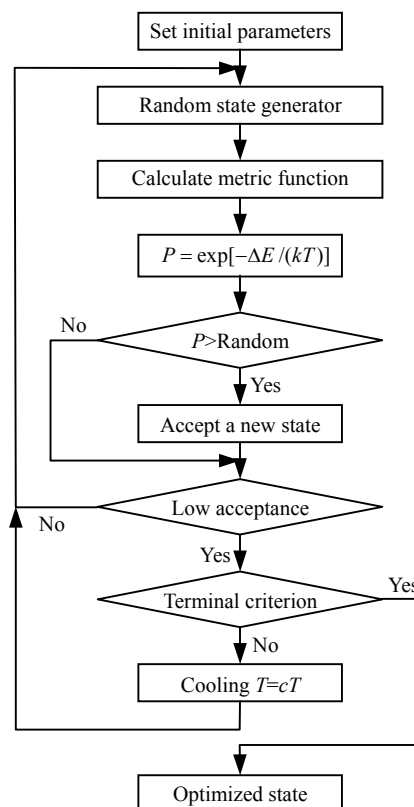 Set initial parameters
Random state generator
Calculate metric function
P = exp[−ΔE /(kT)]
No
P>Random
Yes
Accept a new state
Low acceptance
No
Yes
Terminal criterion
Yes
No
Cooling T=cT
Optimized state